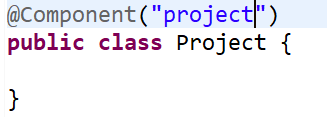 @Component("project")
public class Project {
}